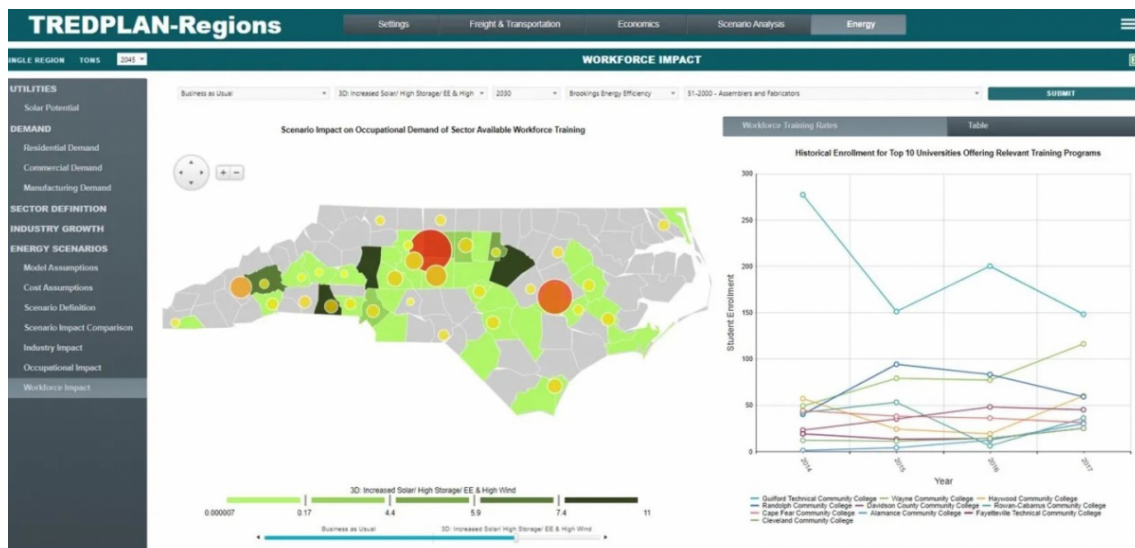 TREDPLAN-Regions
Settings
Freight & Transportation
Economics
Scenario Analysis
Energy
INGLE REGION TONS 2045
WORKFORCE IMPACT
UTILITIES
Solar Potential
DEMAND
Residential Demand
Commercial Demand
Manufacturing Demand
SECTOR DEFINITION
INDUSTRY GROWTH
ENERGY SCENARIOS
Model Assumptions
Cost Assumptions
Scenario Definition
Scenario Impact Comparison
Industry Impact
Occupational Impact
Workforce Impact
Business as Usual
3D: Increased Solar/ High Storage/ EE & High
2030
Brookings Energy Efficiency
51-2000 - Assemblers and Fabricators
SUBMIT
Scenario Impact on Occupational Demand of Sector Available Workforce Training
+ −
3D: Increased Solar/ High Storage/ EE & High Wind
0.000007 0.17 4.4 5.9 7.4 11
Business as Usual 3D: Increased Solar/ High Storage/ EE & High Wind
Workforce Training Rates
Table
Historical Enrollment for Top 10 Universities Offering Relevant Training Programs
Student Enrollment
300
250
200
150
100
50
0
2014 2015 2016 2017
Year
Guilford Technical Community College Wayne Community College Haywood Community College
Randolph Community College Davidson County Community College Rowan-Cabarrus Community College
Cape Fear Community College Alamance Community College Fayetteville Technical Community College
Cleveland Community College